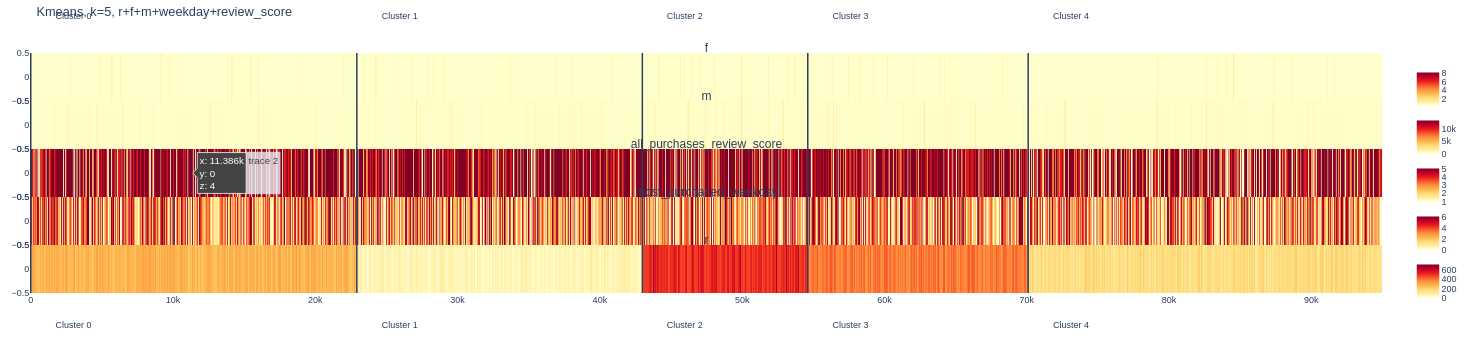 Kmeans, k=5, r+f+m+weekday+review_score
Cluster 0 Cluster 1 Cluster 2 Cluster 3 Cluster 4
f
0.5
0
−0.5
m
0
−0.5
all_purchases_review_score
0
−0.5
0
−0.5
r
0
−0.5
x: 11.386k trace 2
y: 0
z: 4
0 10k 20k 30k 40k 50k 60k 70k 80k 90k
Cluster 0 Cluster 1 Cluster 2 Cluster 3 Cluster 4
8
6
4
2
10k
5k
0
5
4
3
2
1
6
4
2
0
600
400
200
0